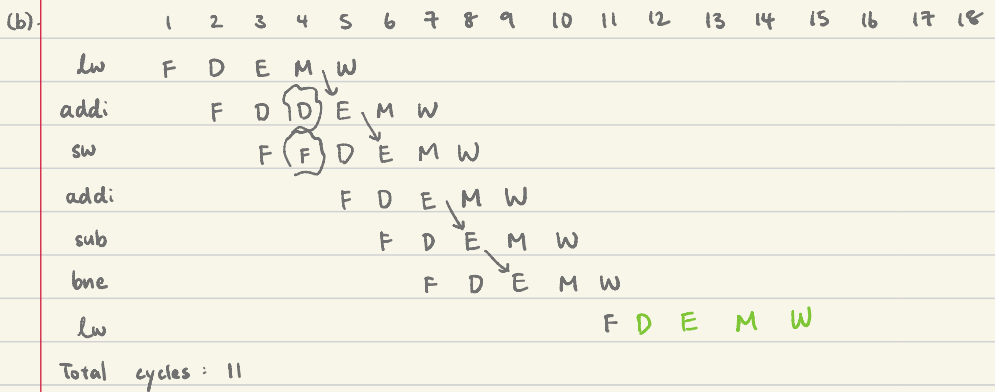 (b). 1 2 3 4 5 6 7 8 9 10 11 12 13 14 15 16 17 18
lw F D E M W
addi F D D E M W
sw F F D E M W
addi F D E M W
sub F D E M W
bne F D E M W
lw F D E M W
Total cycles : 11